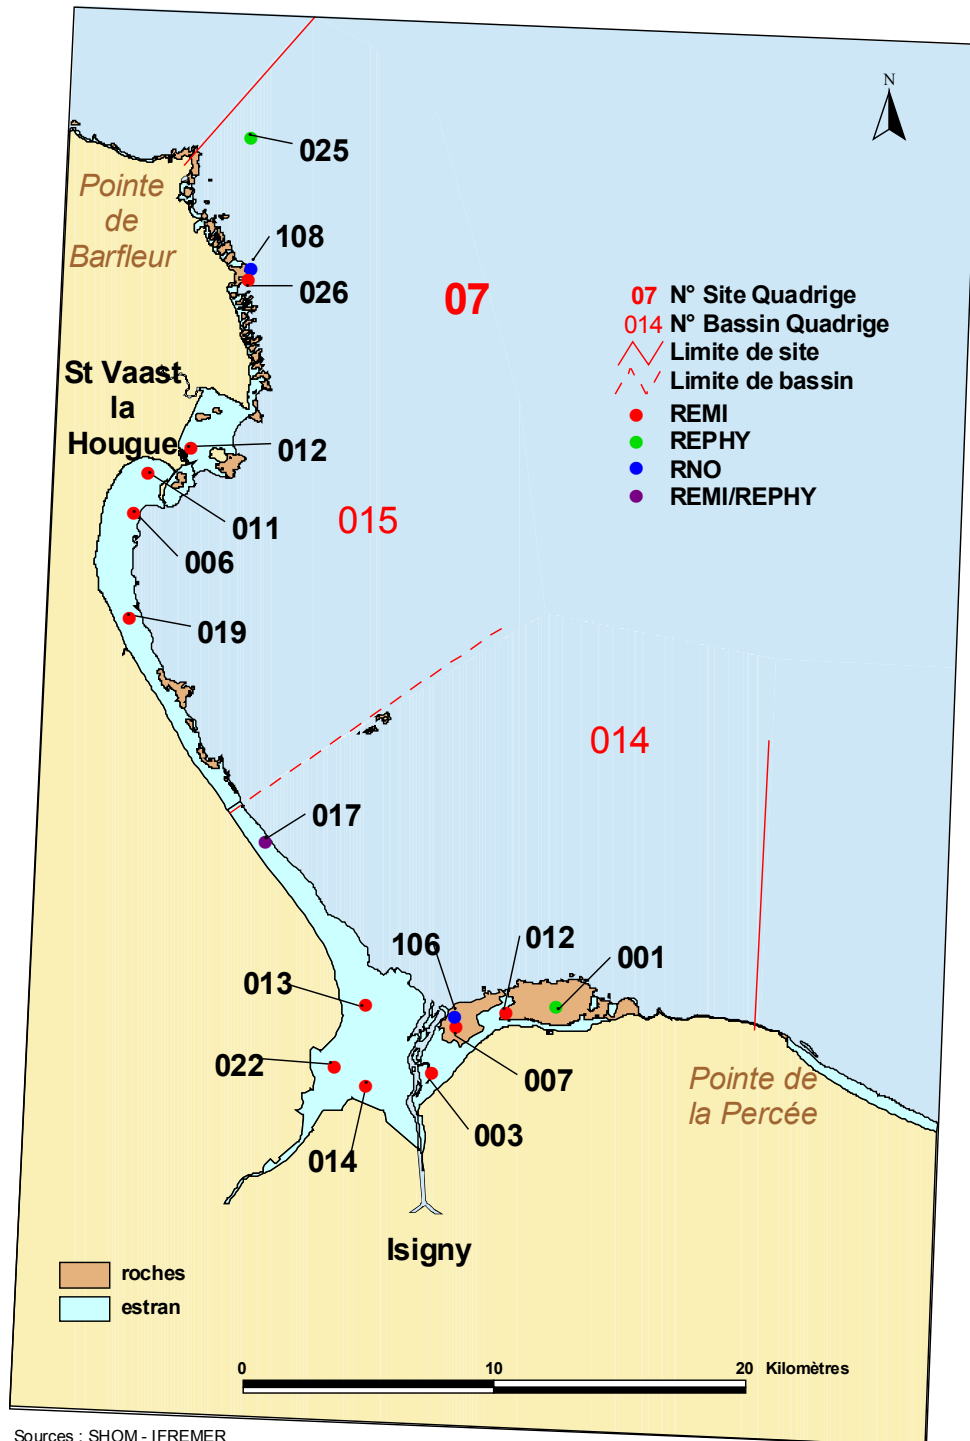 N
025
Pointe
de
Barfleur
108
026
07
07 N° Site Quadrige
014 N° Bassin Quadrige
Limite de site
Limite de bassin
REMI
REPHY
RNO
REMI/REPHY
St Vaast
la
Hougue
012
011
006
015
019
014
017
106
012
001
013
022
007
003
014
Pointe de
la Percée
Isigny
roches
estran
0 10 20 Kilomètres
Sources : SHOM - IFREMER